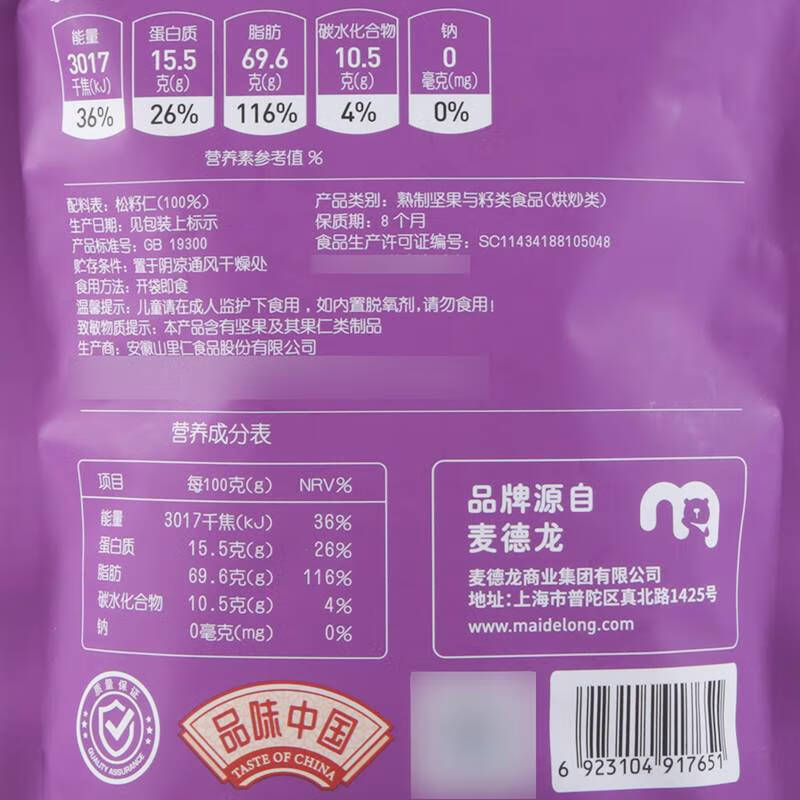 能量 蛋白质 脂肪 碳水化合物 钠
3017 15.5 69.6 10.5 0
千焦(kJ) 克(g) 克(g) 克(g) 毫克(mg)
36% 26% 116% 4% 0%
营养素参考值 %
配料表: 松籽仁(100%)
生产日期: 见包装上标示
产品标准号: GB 19300
贮存条件: 置于阴凉通风干燥处
食用方法: 开袋即食
温馨提示: 儿童请在成人监护下食用，如内置脱氧剂,请勿食用!
致敏物质提示: 本产品含有坚果及其果仁类制品
生产商: 安徽山里仁食品股份有限公司
产品类别: 熟制坚果与籽类食品(烘炒类)
保质期: 8个月
食品生产许可证编号: SC11434188105048
营养成分表
项目 每100克(g) NRV%
能量 3017千焦(kJ) 36%
蛋白质 15.5克(g) 26%
脂肪 69.6克(g) 116%
碳水化合物 10.5克(g) 4%
钠 0毫克(mg) 0%
品牌源自
麦德龙
麦德龙商业集团有限公司
地址: 上海市普陀区真北路1425号
www.maidelong.com
质量保证
QUALITY ASSURANCE
品味中国
TASTE OF CHINA
6 923104 917651